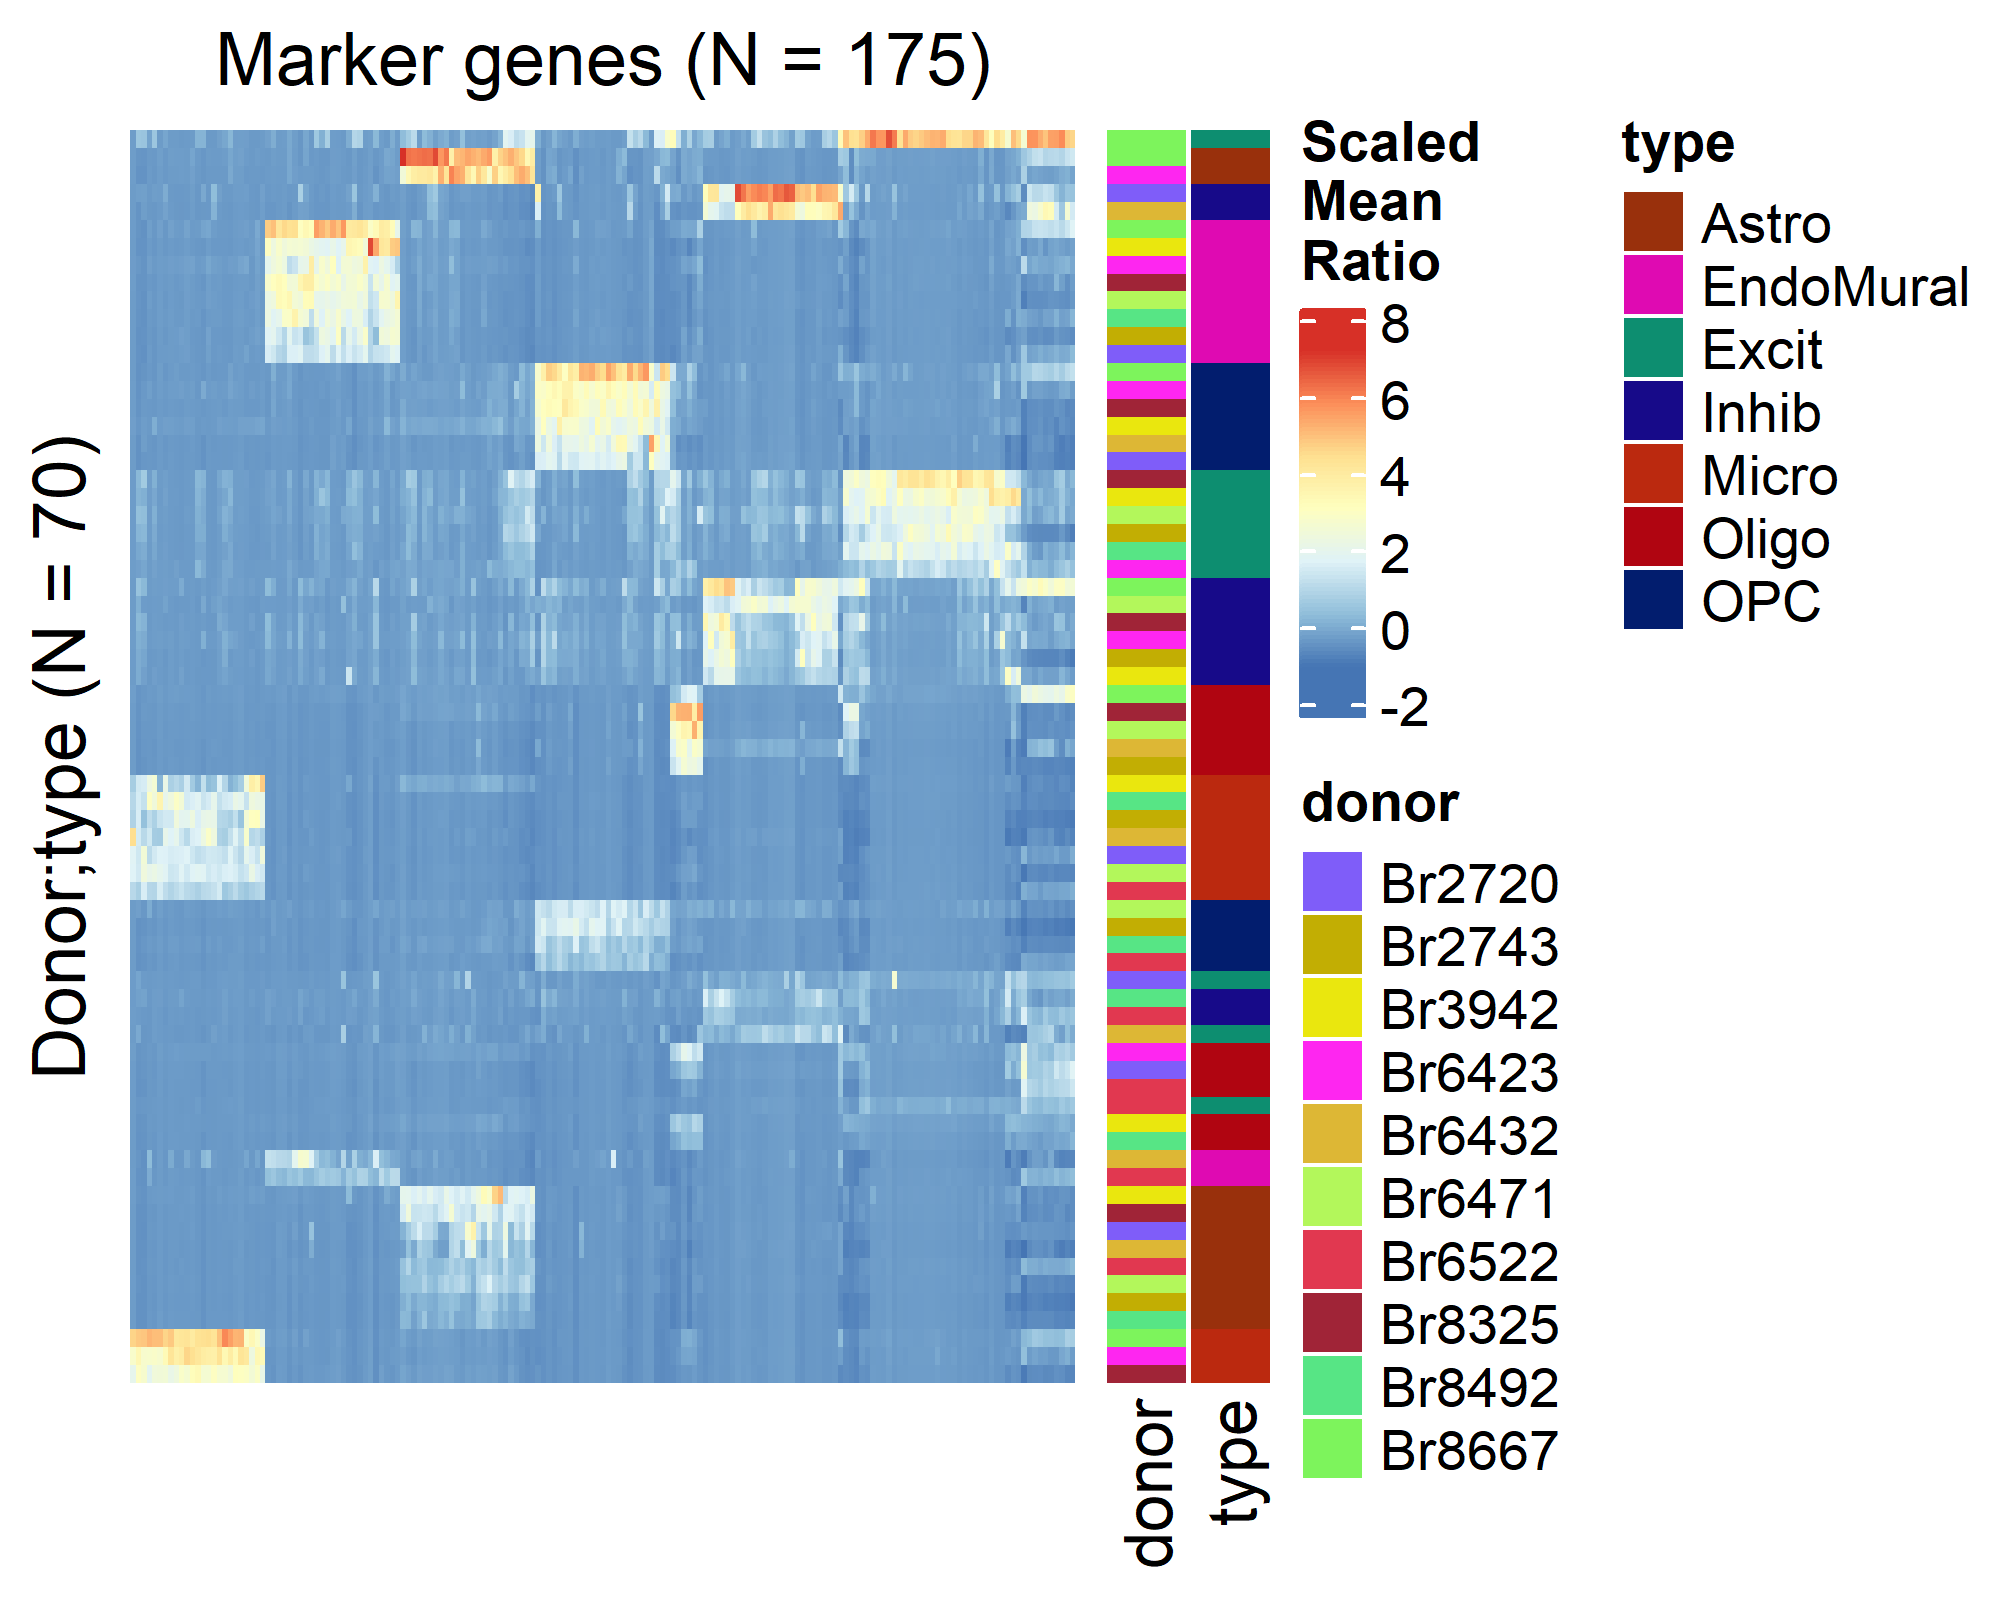 Marker genes (N = 175)
Donor;type (N = 70)
donor
type
Scaled
Mean
Ratio
8
6
4
2
0
-2
type
Astro
EndoMural
Excit
Inhib
Micro
Oligo
OPC
donor
Br2720
Br2743
Br3942
Br6423
Br6432
Br6471
Br6522
Br8325
Br8492
Br8667